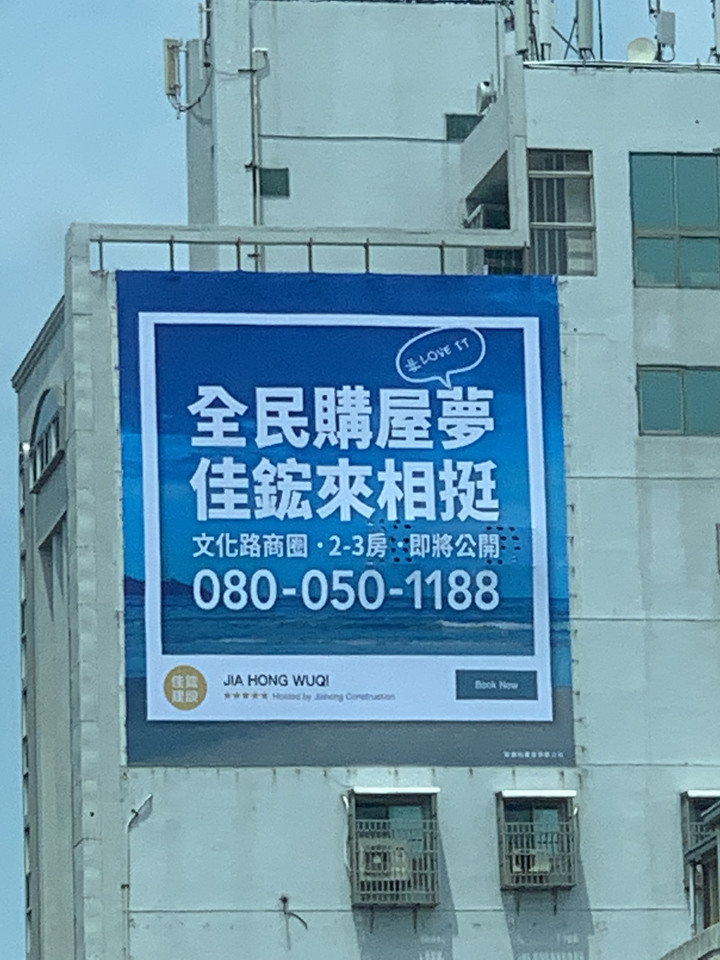 #LOVE IT
全民購屋夢
佳鋐來相挺
文化路商圈・2-3房・即將公開
080-050-1188
佳鋐
建設
JIA HONG WUQI
★★★★★ Hosted by Jiahong Construction
Book Now